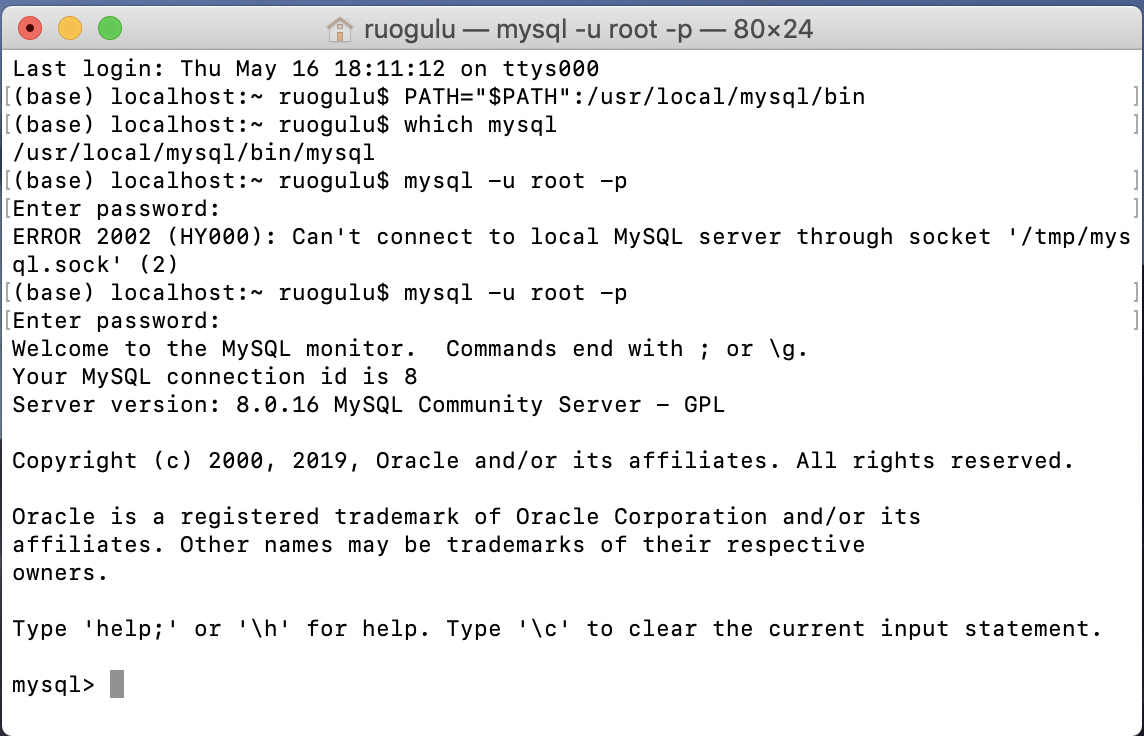 ruogulu — mysql -u root -p — 80×24
Last login: Thu May 16 18:11:12 on ttys000
[(base) localhost:~ ruogulu$ PATH="$PATH":/usr/local/mysql/bin ]
[(base) localhost:~ ruogulu$ which mysql ]
/usr/local/mysql/bin/mysql
[(base) localhost:~ ruogulu$ mysql -u root -p ]
[Enter password: ]
ERROR 2002 (HY000): Can't connect to local MySQL server through socket '/tmp/mys
ql.sock' (2)
[(base) localhost:~ ruogulu$ mysql -u root -p ]
[Enter password: ]
Welcome to the MySQL monitor.  Commands end with ; or \g.
Your MySQL connection id is 8
Server version: 8.0.16 MySQL Community Server - GPL

Copyright (c) 2000, 2019, Oracle and/or its affiliates. All rights reserved.

Oracle is a registered trademark of Oracle Corporation and/or its
affiliates. Other names may be trademarks of their respective
owners.

Type 'help;' or '\h' for help. Type '\c' to clear the current input statement.

mysql>